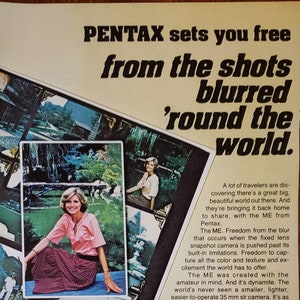 PENTAX sets you free
from the shots
blurred
'round the
world.
A lot of travelers are dis-
covering there's a great big,
beautiful world out there. And
they're bringing it back home
to share, with the ME from
Pentax.
The ME. Freedom from the blur
that occurs when the fixed lens
snapshot camera is pushed past its
built-in limitations. Freedom to cap-
ture all the color and texture and ex-
citement the world has to offer.
The ME was created with the
amateur in mind. And it's dynamite. The
world's never seen a smaller, lighter,
easier-to-operate 35 mm slr camera. It's as